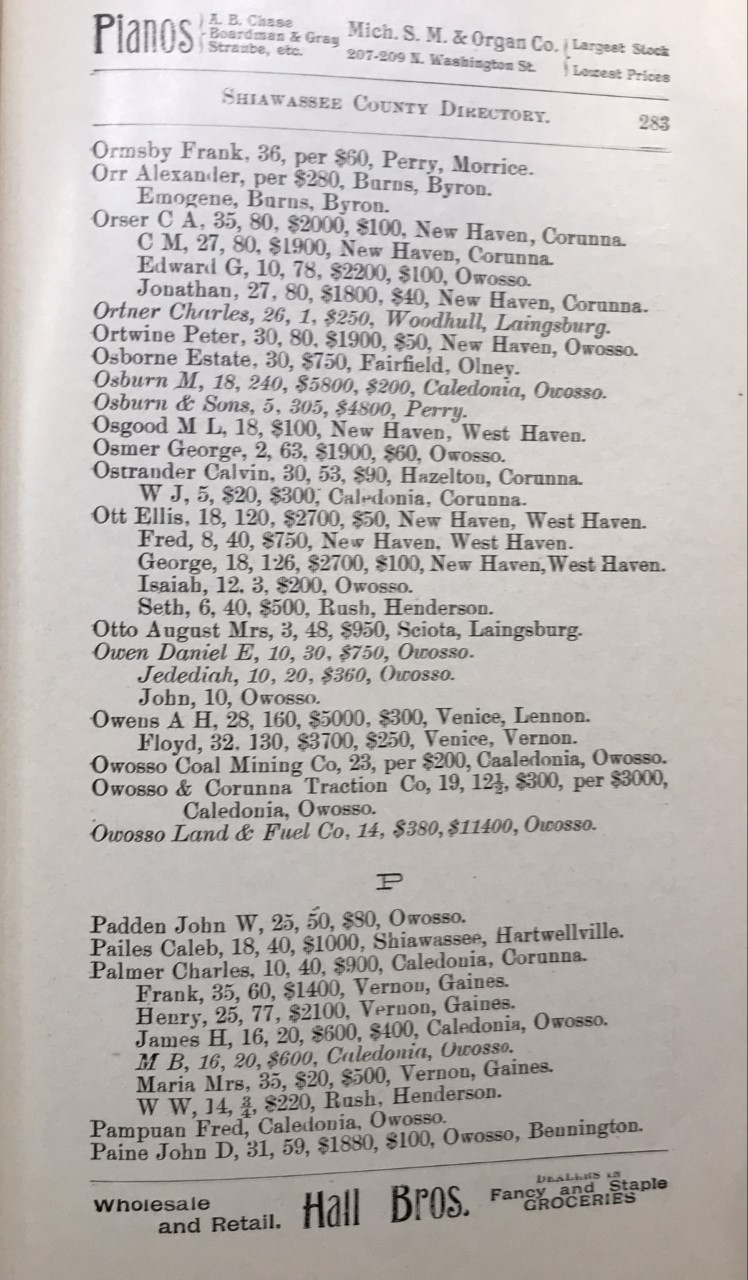 Pianos { A. B. Chase
Boardman & Gray
Straube, etc.
Mich. S. M. & Organ Co.
207-209 N. Washington St.
{ Largest Stock
Lowest Prices
SHIAWASSEE COUNTY DIRECTORY. 283
Ormsby Frank, 36, per $60, Perry, Morrice.
Orr Alexander, per $280, Burns, Byron.
Emogene, Burns, Byron.
Orser C A, 35, 80, $2000, $100, New Haven, Corunna.
C M, 27, 80, $1900, New Haven, Corunna.
Edward G, 10, 78, $2200, $100, Owosso.
Jonathan, 27, 80, $1800, $40, New Haven, Corunna.
Ortner Charles, 26, 1, $250, Woodhull, Laingsburg.
Ortwine Peter, 30, 80, $1900, $50, New Haven, Owosso.
Osborne Estate, 30, $750, Fairfield, Olney.
Osburn M, 18, 240, $5800, $200, Caledonia, Owosso.
Osburn & Sons, 5, 305, $4800, Perry.
Osgood M L, 18, $100, New Haven, West Haven.
Osmer George, 2, 63, $1900, $60, Owosso.
Ostrander Calvin, 30, 53, $90, Hazelton, Corunna.
W J, 5, $20, $300, Caledonia, Corunna.
Ott Ellis, 18, 120, $2700, $50, New Haven, West Haven.
Fred, 8, 40, $750, New Haven, West Haven.
George, 18, 126, $2700, $100, New Haven, West Haven.
Isaiah, 12, 3, $200, Owosso.
Seth, 6, 40, $500, Rush, Henderson.
Otto August Mrs, 3, 48, $950, Sciota, Laingsburg.
Owen Daniel E, 10, 30, $750, Owosso.
Jedediah, 10, 20, $360, Owosso.
John, 10, Owosso.
Owens A H, 28, 160, $5000, $300, Venice, Lennon.
Floyd, 32, 130, $3700, $250, Venice, Vernon.
Owosso Coal Mining Co, 23, per $200, Caaledonia, Owosso.
Owosso & Corunna Traction Co, 19, 12½, $300, per $3000,
Caledonia, Owosso.
Owosso Land & Fuel Co, 14, $380, $11400, Owosso.
P
Padden John W, 25, 50, $80, Owosso.
Pailes Caleb, 18, 40, $1000, Shiawassee, Hartwellville.
Palmer Charles, 10, 40, $900, Caledonia, Corunna.
Frank, 35, 60, $1400, Vernon, Gaines.
Henry, 25, 77, $2100, Vernon, Gaines.
James H, 16, 20, $600, $400, Caledonia, Owosso.
M B, 16, 20, $600, Caledonia, Owosso.
Maria Mrs, 35, $20, $500, Vernon, Gaines.
W W, 14, ¾, $220, Rush, Henderson.
Pampuan Fred, Caledonia, Owosso.
Paine John D, 31, 59, $1880, $100, Owosso, Bennington.
Wholesale
and Retail.
Hall Bros.
DEALERS IN
Fancy and Staple
GROCERIES